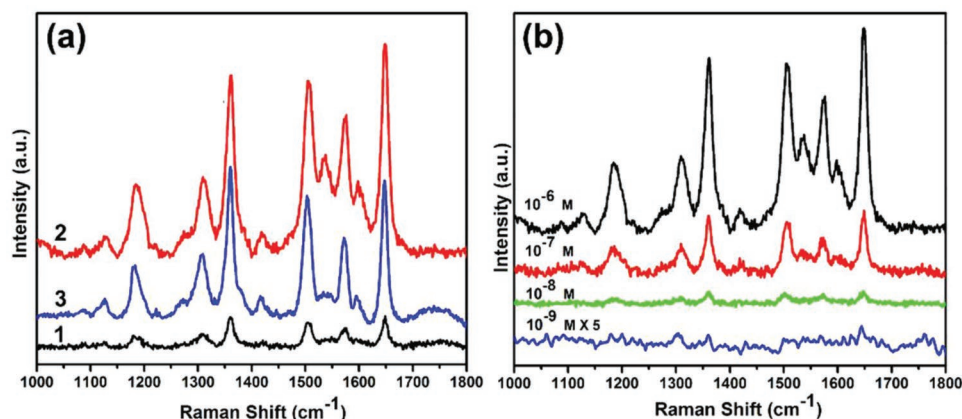 (a)
Intensity (a.u.)
2
3
1
1000 1100 1200 1300 1400 1500 1600 1700 1800
Raman Shift (cm-1)
(b)
Intensity (a.u.)
10-6 M
10-7 M
10-8 M
10-9 M X 5
1000 1100 1200 1300 1400 1500 1600 1700 1800
Raman Shift (cm-1)